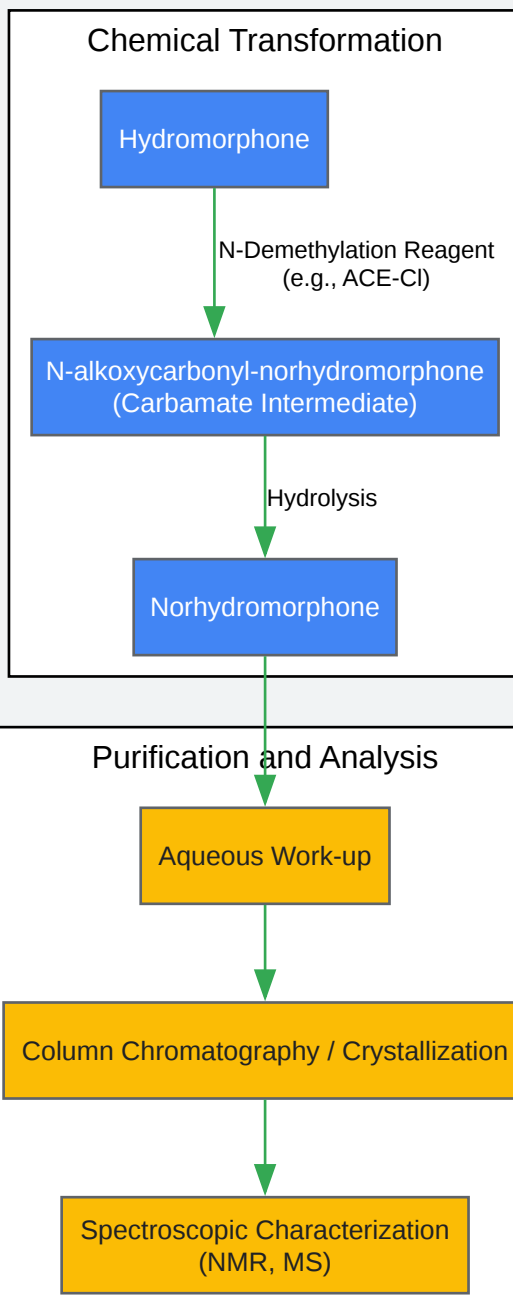 Chemical Transformation
Hydromorphone
N-Demethylation Reagent
(e.g., ACE-Cl)
N-alkoxycarbonyl-norhydromorphone
(Carbamate Intermediate)
Hydrolysis
Norhydromorphone
Purification and Analysis
Aqueous Work-up
Column Chromatography / Crystallization
Spectroscopic Characterization
(NMR, MS)